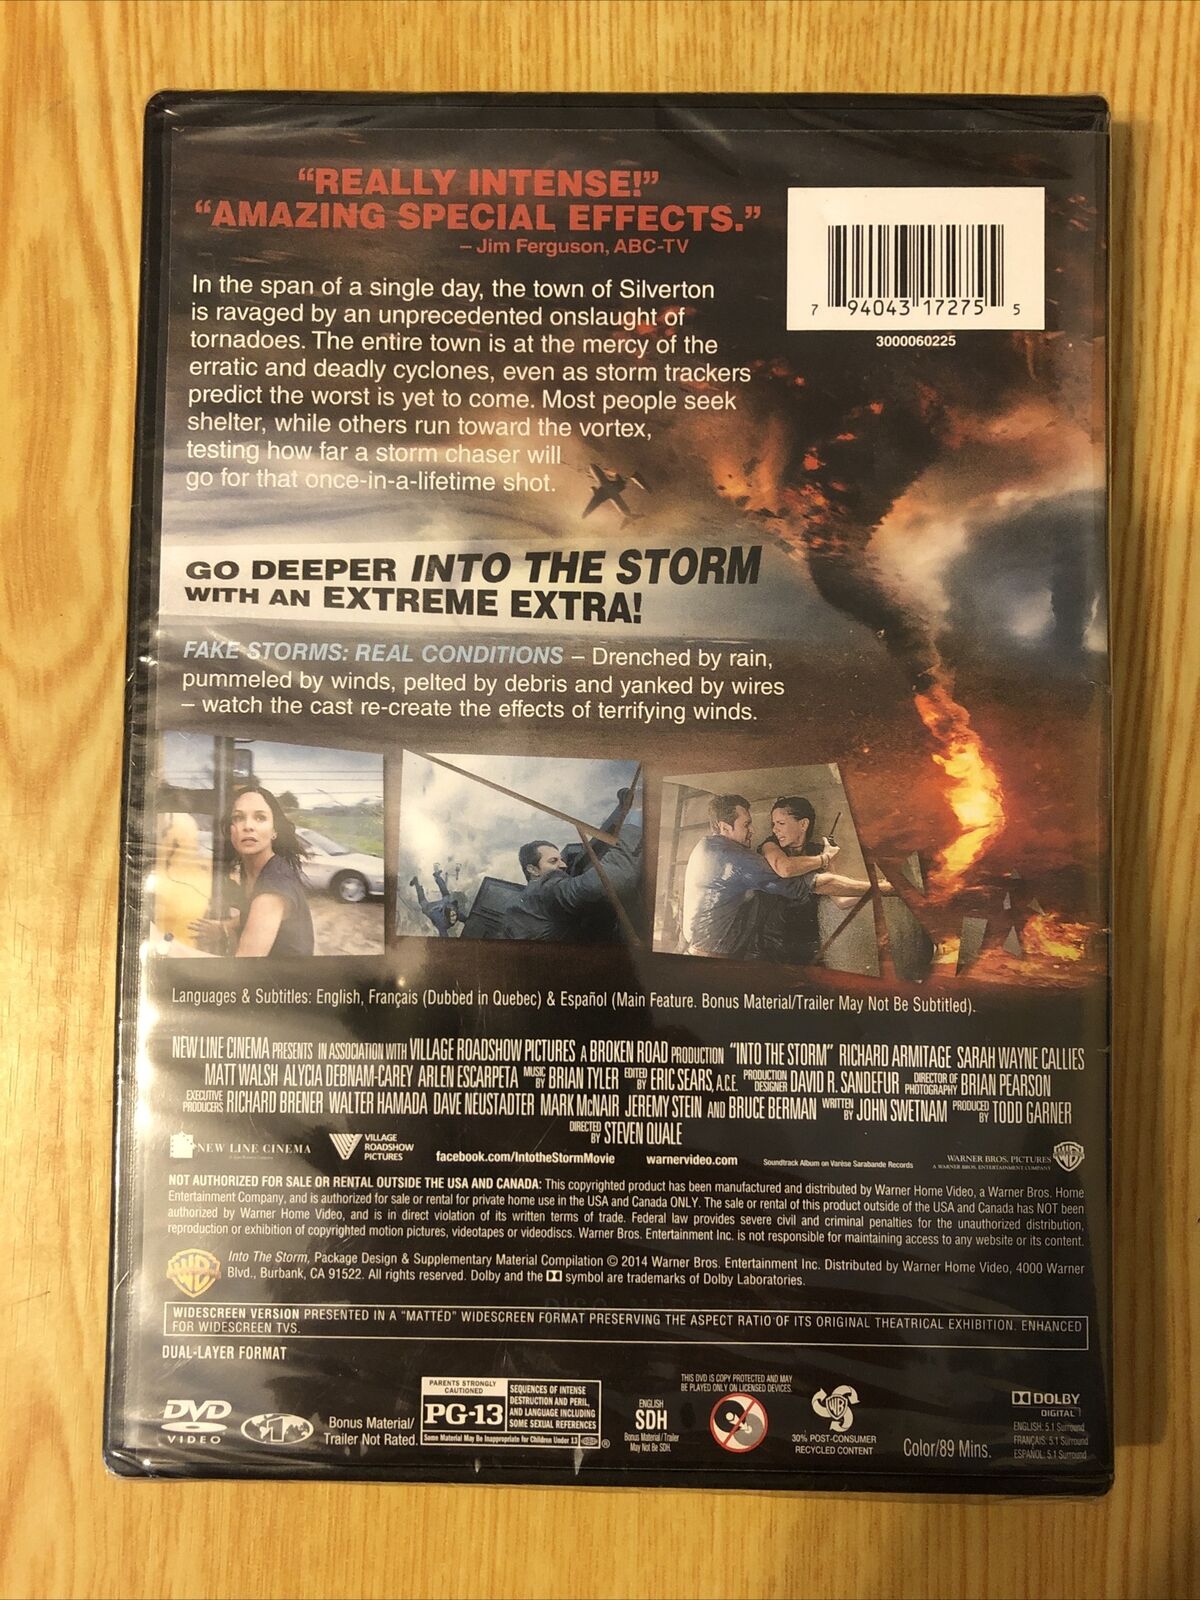 “REALLY INTENSE!”
“AMAZING SPECIAL EFFECTS.”
– Jim Ferguson, ABC-TV
7 94043 17275 5
3000060225
In the span of a single day, the town of Silverton
is ravaged by an unprecedented onslaught of
tornadoes. The entire town is at the mercy of the
erratic and deadly cyclones, even as storm trackers
predict the worst is yet to come. Most people seek
shelter, while others run toward the vortex,
testing how far a storm chaser will
go for that once-in-a-lifetime shot.
GO DEEPER INTO THE STORM
WITH AN EXTREME EXTRA!
FAKE STORMS: REAL CONDITIONS – Drenched by rain,
pummeled by winds, pelted by debris and yanked by wires
– watch the cast re-create the effects of terrifying winds.
Languages & Subtitles: English, Français (Dubbed in Quebec) & Español (Main Feature. Bonus Material/Trailer May Not Be Subtitled).
NEW LINE CINEMA PRESENTS IN ASSOCIATION WITH VILLAGE ROADSHOW PICTURES A BROKEN ROAD PRODUCTION “INTO THE STORM” RICHARD ARMITAGE SARAH WAYNE CALLIES
MATT WALSH ALYCIA DEBNAM-CAREY ARLEN ESCARPETA MUSIC BY BRIAN TYLER EDITED BY ERIC SEARS, A.C.E. PRODUCTION DESIGNER DAVID R. SANDEFUR DIRECTOR OF PHOTOGRAPHY BRIAN PEARSON
EXECUTIVE PRODUCERS RICHARD BRENER WALTER HAMADA DAVE NEUSTADTER MARK McNAIR JEREMY STEIN AND BRUCE BERMAN WRITTEN BY JOHN SWETNAM PRODUCED BY TODD GARNER
DIRECTED BY STEVEN QUALE
NEW LINE CINEMA
VILLAGE
ROADSHOW
PICTURES
facebook.com/IntotheStormMovie
warnervideo.com
Soundtrack Album on Varèse Sarabande Records
WARNER BROS. PICTURES
A WARNER BROS. ENTERTAINMENT COMPANY
NOT AUTHORIZED FOR SALE OR RENTAL OUTSIDE THE USA AND CANADA: This copyrighted product has been manufactured and distributed by Warner Home Video, a Warner Bros. Home
Entertainment Company, and is authorized for sale or rental for private home use in the USA and Canada ONLY. The sale or rental of this product outside of the USA and Canada has NOT been
authorized by Warner Home Video, and is in direct violation of its written terms of trade. Federal law provides severe civil and criminal penalties for the unauthorized distribution,
reproduction or exhibition of copyrighted motion pictures, videotapes or videodiscs. Warner Bros. Entertainment Inc. is not responsible for maintaining access to any website or its content.
Into The Storm, Package Design & Supplementary Material Compilation © 2014 Warner Bros. Entertainment Inc. Distributed by Warner Home Video, 4000 Warner
Blvd., Burbank, CA 91522. All rights reserved. Dolby and the symbol are trademarks of Dolby Laboratories.
WIDESCREEN VERSION PRESENTED IN A “MATTED” WIDESCREEN FORMAT PRESERVING THE ASPECT RATIO OF ITS ORIGINAL THEATRICAL EXHIBITION. ENHANCED
FOR WIDESCREEN TVS.
DUAL-LAYER FORMAT
DVD
VIDEO
1
Bonus Material/
Trailer Not Rated.
PARENTS STRONGLY
CAUTIONED
PG-13
SEQUENCES OF INTENSE
DESTRUCTION AND PERIL,
AND LANGUAGE INCLUDING
SOME SEXUAL REFERENCES
Some Material May Be Inappropriate for Children Under 13
®
ENGLISH
SDH
Bonus Material/Trailer
May Not Be SDH.
THIS DVD IS COPY PROTECTED AND MAY
BE PLAYED ONLY ON LICENSED DEVICES.
30% POST-CONSUMER
RECYCLED CONTENT
Color/89 Mins.
DOLBY
DIGITAL
ENGLISH: 5.1 Surround
FRANÇAIS: 5.1 Surround
ESPAÑOL: 5.1 Surround